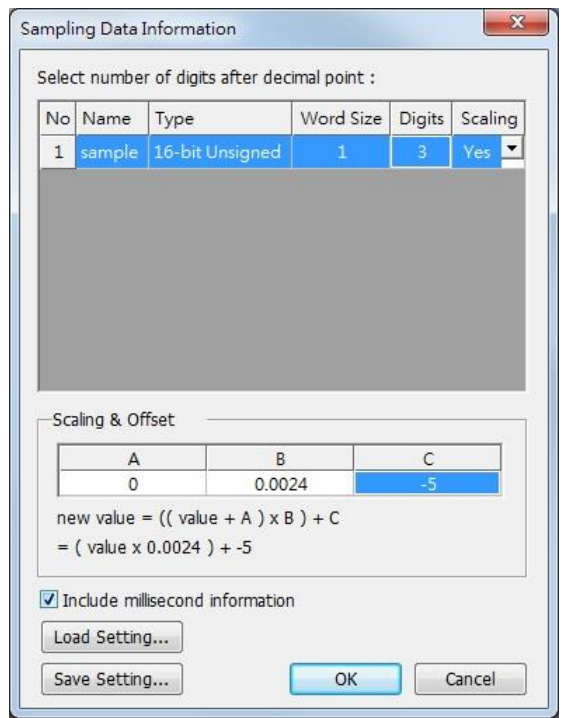 Sampling Data Information
Select number of digits after decimal point :
No Name Type Word Size Digits Scaling
1 sample 16-bit Unsigned 1 3 Yes
Scaling & Offset
A B C
0 0.0024 -5
new value = (( value + A ) x B ) + C
= ( value x 0.0024 ) + -5
Include millisecond information
Load Setting...
Save Setting... OK Cancel